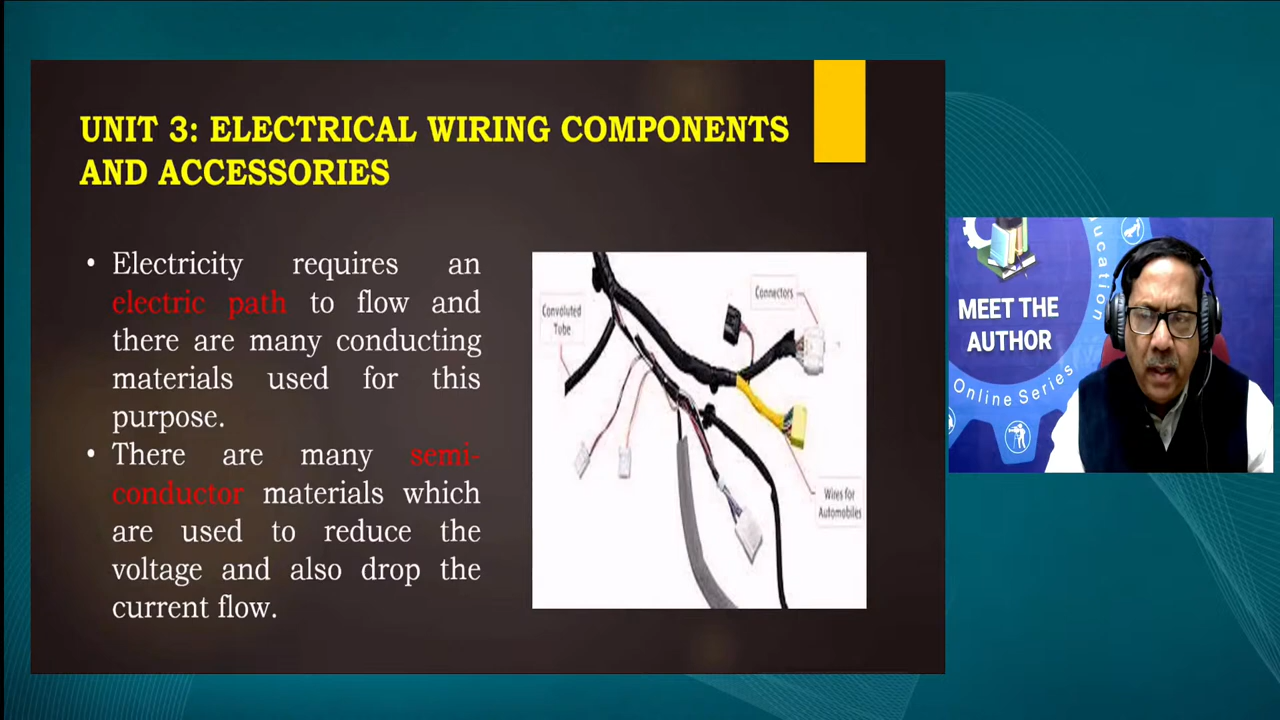 UNIT 3: ELECTRICAL WIRING COMPONENTS
AND ACCESSORIES
• Electricity requires an
electric path to flow and
there are many conducting
materials used for this
purpose.
• There are many semi-
conductor materials which
are used to reduce the
voltage and also drop the
current flow.
Convoluted
Tube
Connectors
Wires for
Automobiles
MEET THE
AUTHOR
ucation
Online Series